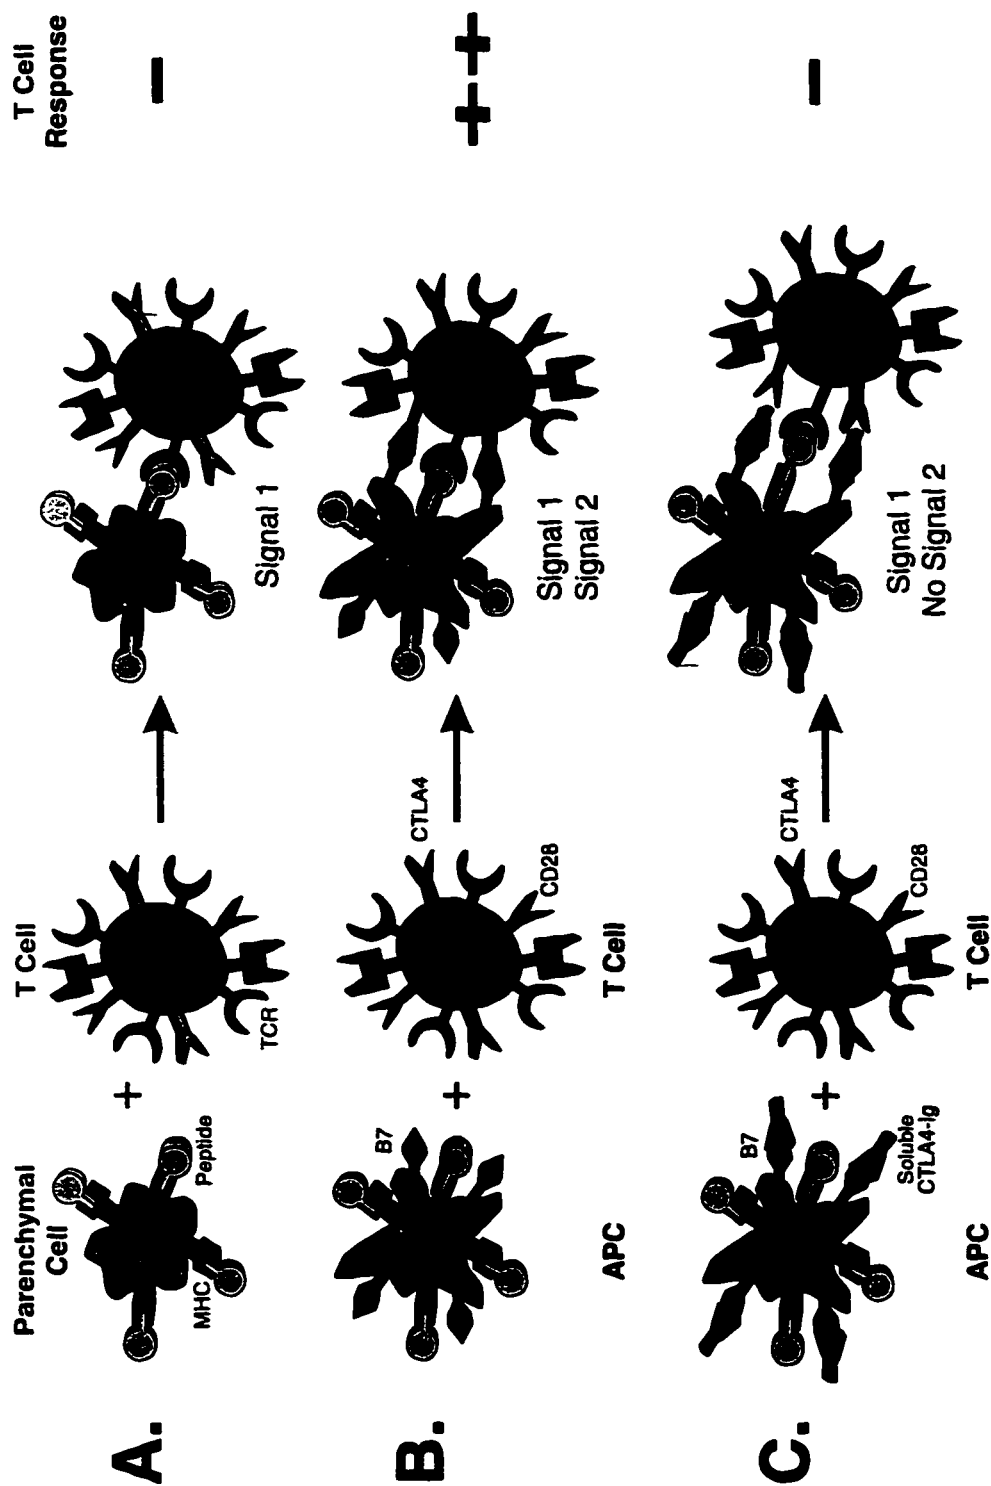 A.
Parenchymal
Cell
+
T Cell
T Cell
Response
MHC
Peptide
TCR
Signal 1
–
B.
B7
+
CTLA4
CD28
APC
T Cell
Signal 1
Signal 2
++
C.
B7
+
CTLA4
CD28
Soluble
CTLA4-Ig
APC
T Cell
Signal 1
No Signal 2
–